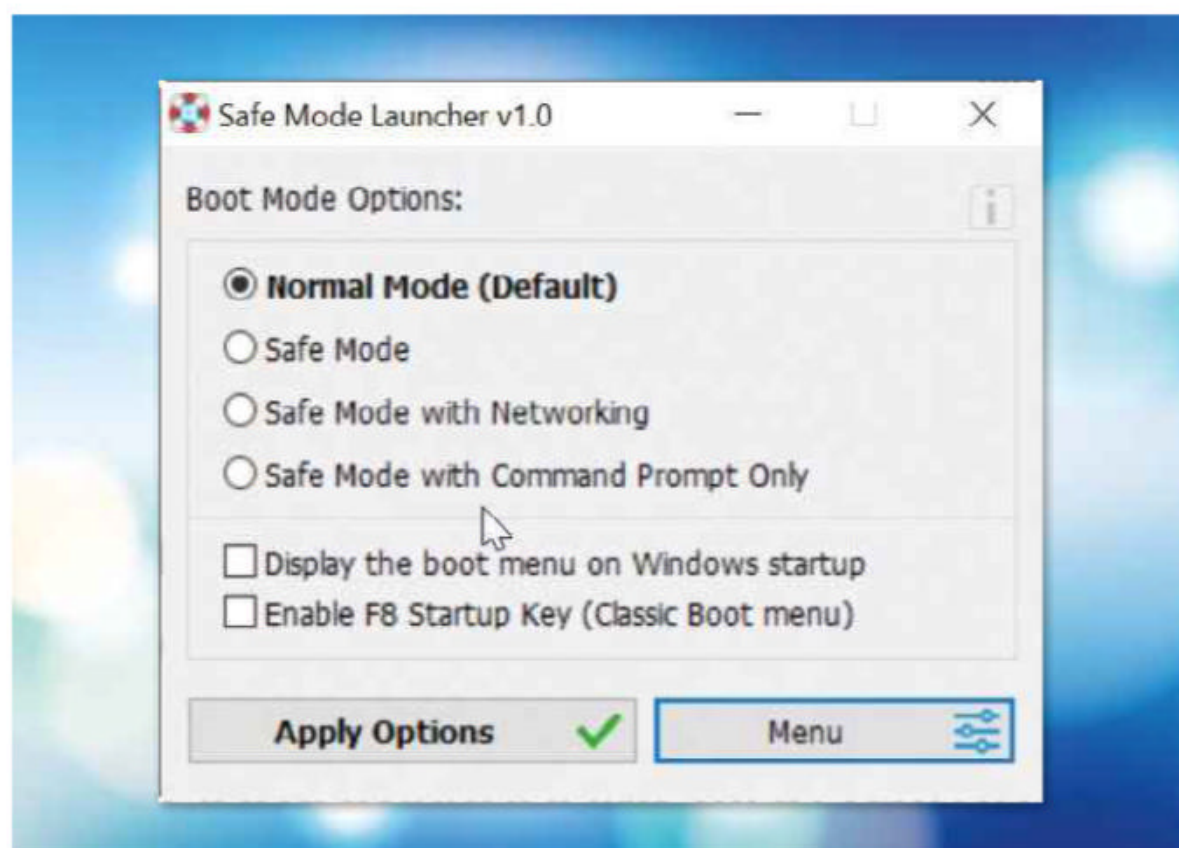 Safe Mode Launcher v1.0
Boot Mode Options:
i
Normal Mode (Default)
Safe Mode
Safe Mode with Networking
Safe Mode with Command Prompt Only
Display the boot menu on Windows startup
Enable F8 Startup Key (Classic Boot menu)
Apply Options
Menu